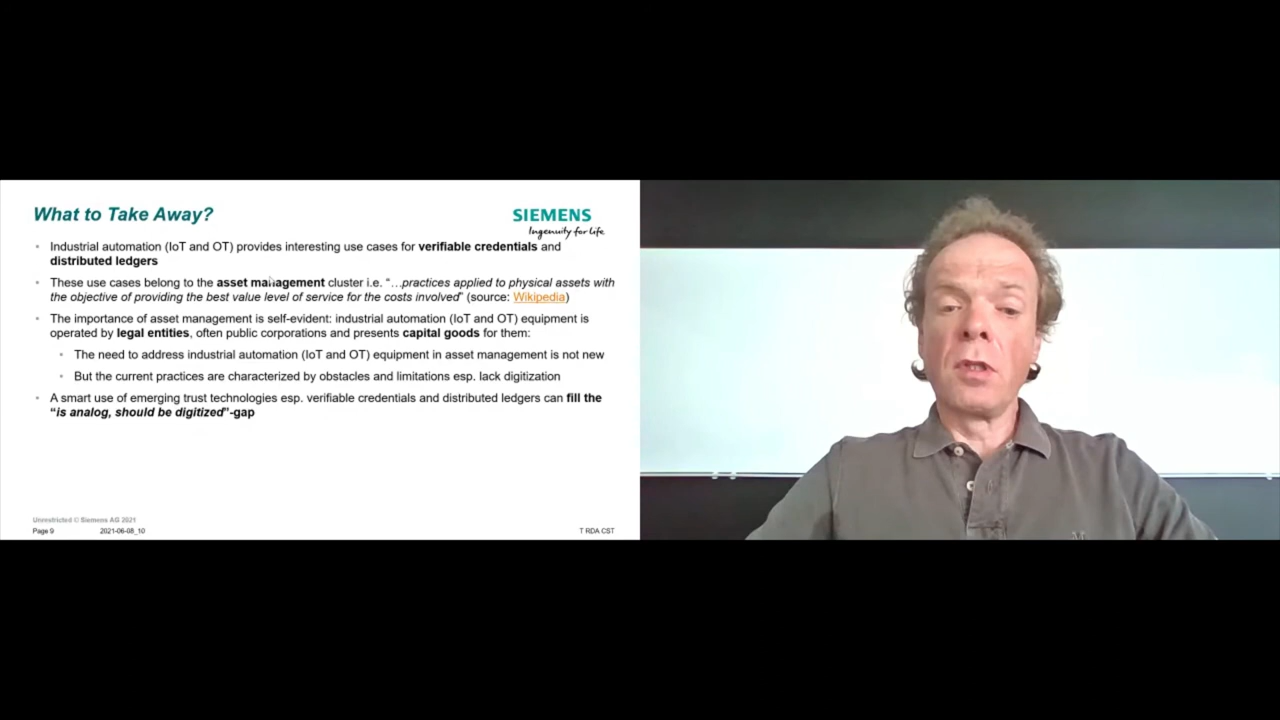 What to Take Away?
SIEMENS
Ingenuity for life
• Industrial automation (IoT and OT) provides interesting use cases for verifiable credentials and
distributed ledgers
• These use cases belong to the asset management cluster i.e. “…practices applied to physical assets with
the objective of providing the best value level of service for the costs involved” (source: Wikipedia)
• The importance of asset management is self-evident: industrial automation (IoT and OT) equipment is
operated by legal entities, often public corporations and presents capital goods for them:
• The need to address industrial automation (IoT and OT) equipment in asset management is not new
• But the current practices are characterized by obstacles and limitations esp. lack digitization
• A smart use of emerging trust technologies esp. verifiable credentials and distributed ledgers can fill the
“is analog, should be digitized”-gap
Unrestricted © Siemens AG 2021
Page 9 2021-06-08_10 T RDA CST